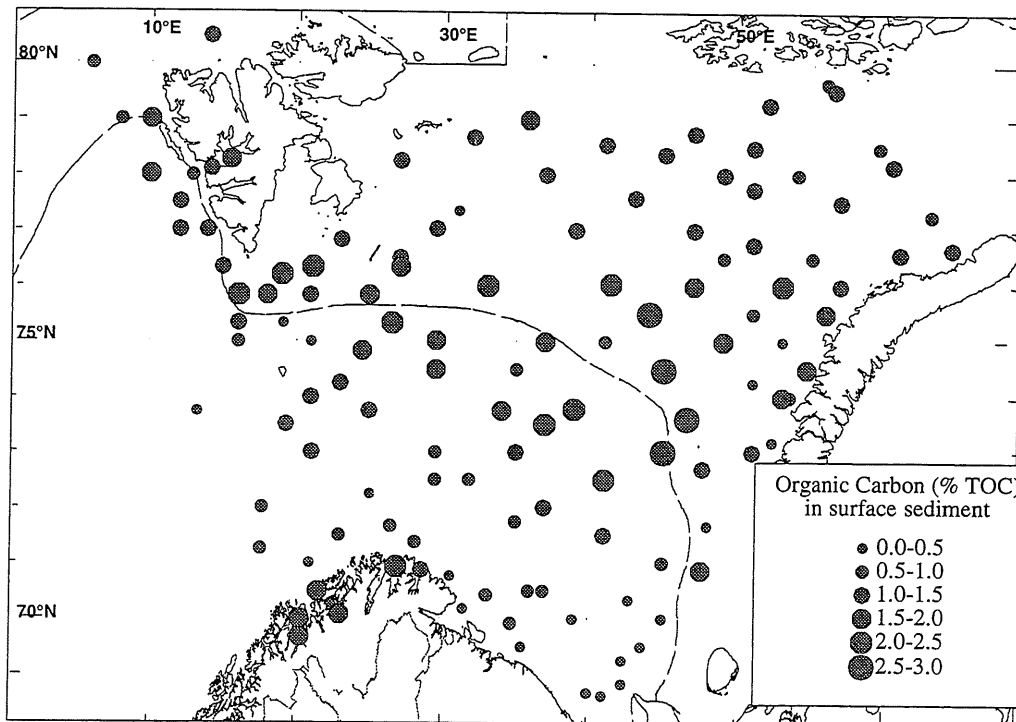 10°E
30°E
50°E
80°N
75°N
70°N
Organic Carbon (% TOC)
in surface sediment
0.0-0.5
0.5-1.0
1.0-1.5
1.5-2.0
2.0-2.5
2.5-3.0